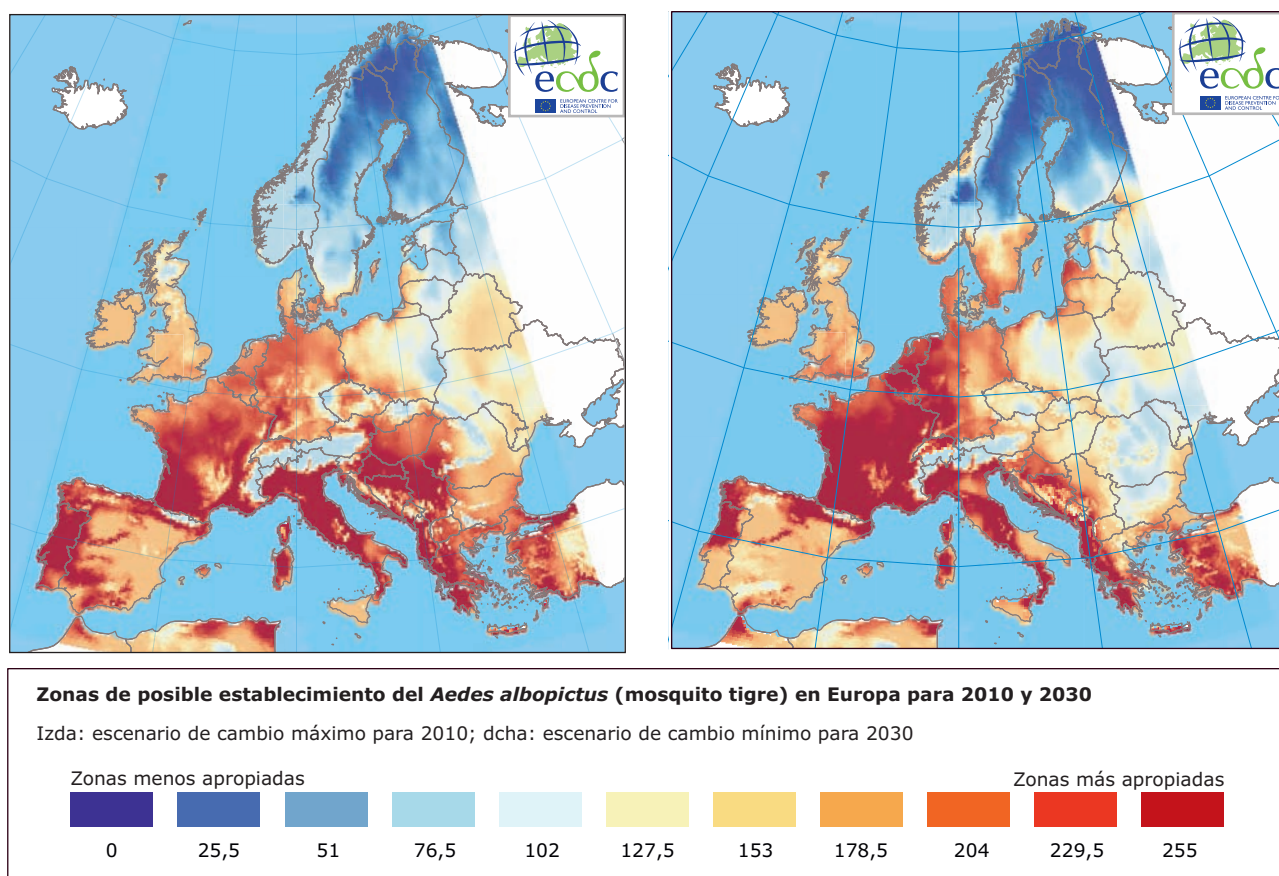 ecdc
EUROPEAN CENTRE FOR
DISEASE PREVENTION
AND CONTROL
ecdc
EUROPEAN CENTRE FOR
DISEASE PREVENTION
AND CONTROL
Zonas de posible establecimiento del Aedes albopictus (mosquito tigre) en Europa para 2010 y 2030
Izda: escenario de cambio máximo para 2010; dcha: escenario de cambio mínimo para 2030
Zonas menos apropiadas Zonas más apropiadas
0 25,5 51 76,5 102 127,5 153 178,5 204 229,5 255